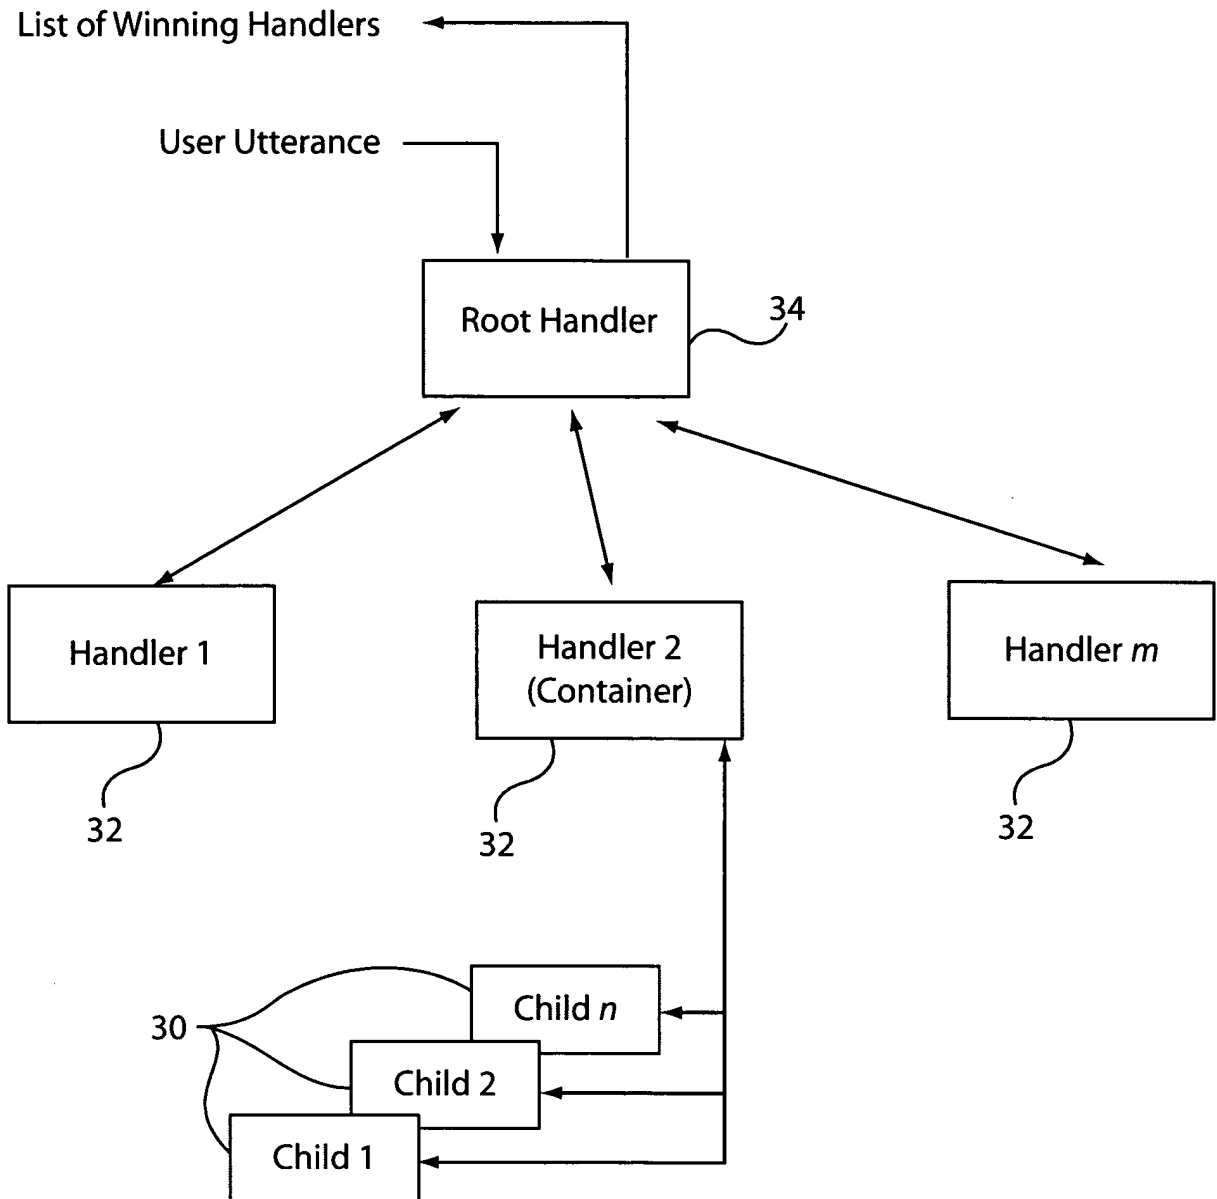 List of Winning Handlers
User Utterance
Root Handler
34
Handler 1
Handler 2
(Container)
Handler m
32
32
32
Child n
30
Child 2
Child 1